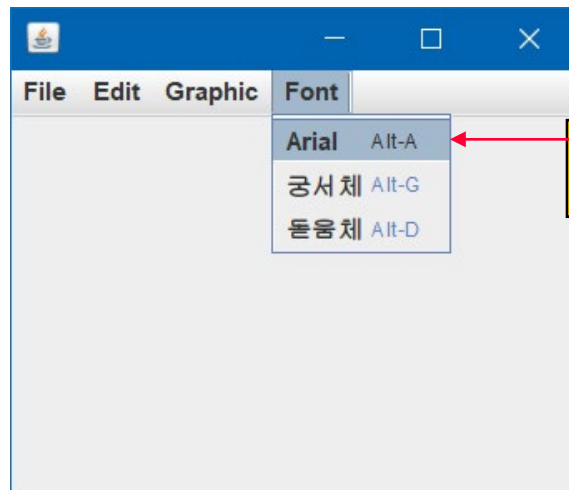 File Edit Graphic Font
Arial Alt-A
궁서체 Alt-G
돋움체 Alt-D